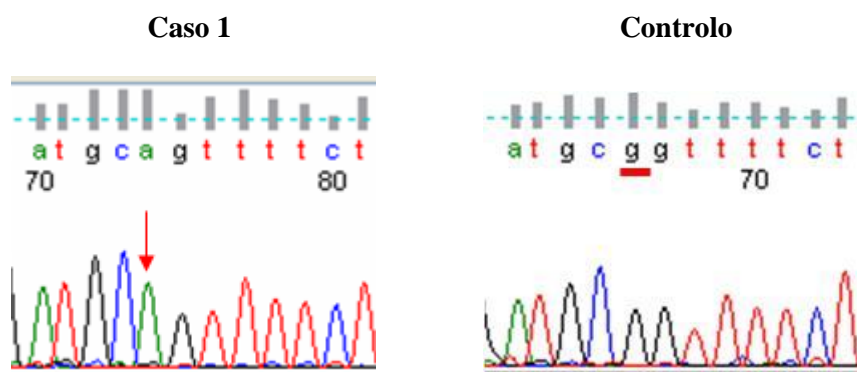 Caso 1
a t g c a g t t t t c t
70 80
Controlo
a t g c g g t t t t c t
70